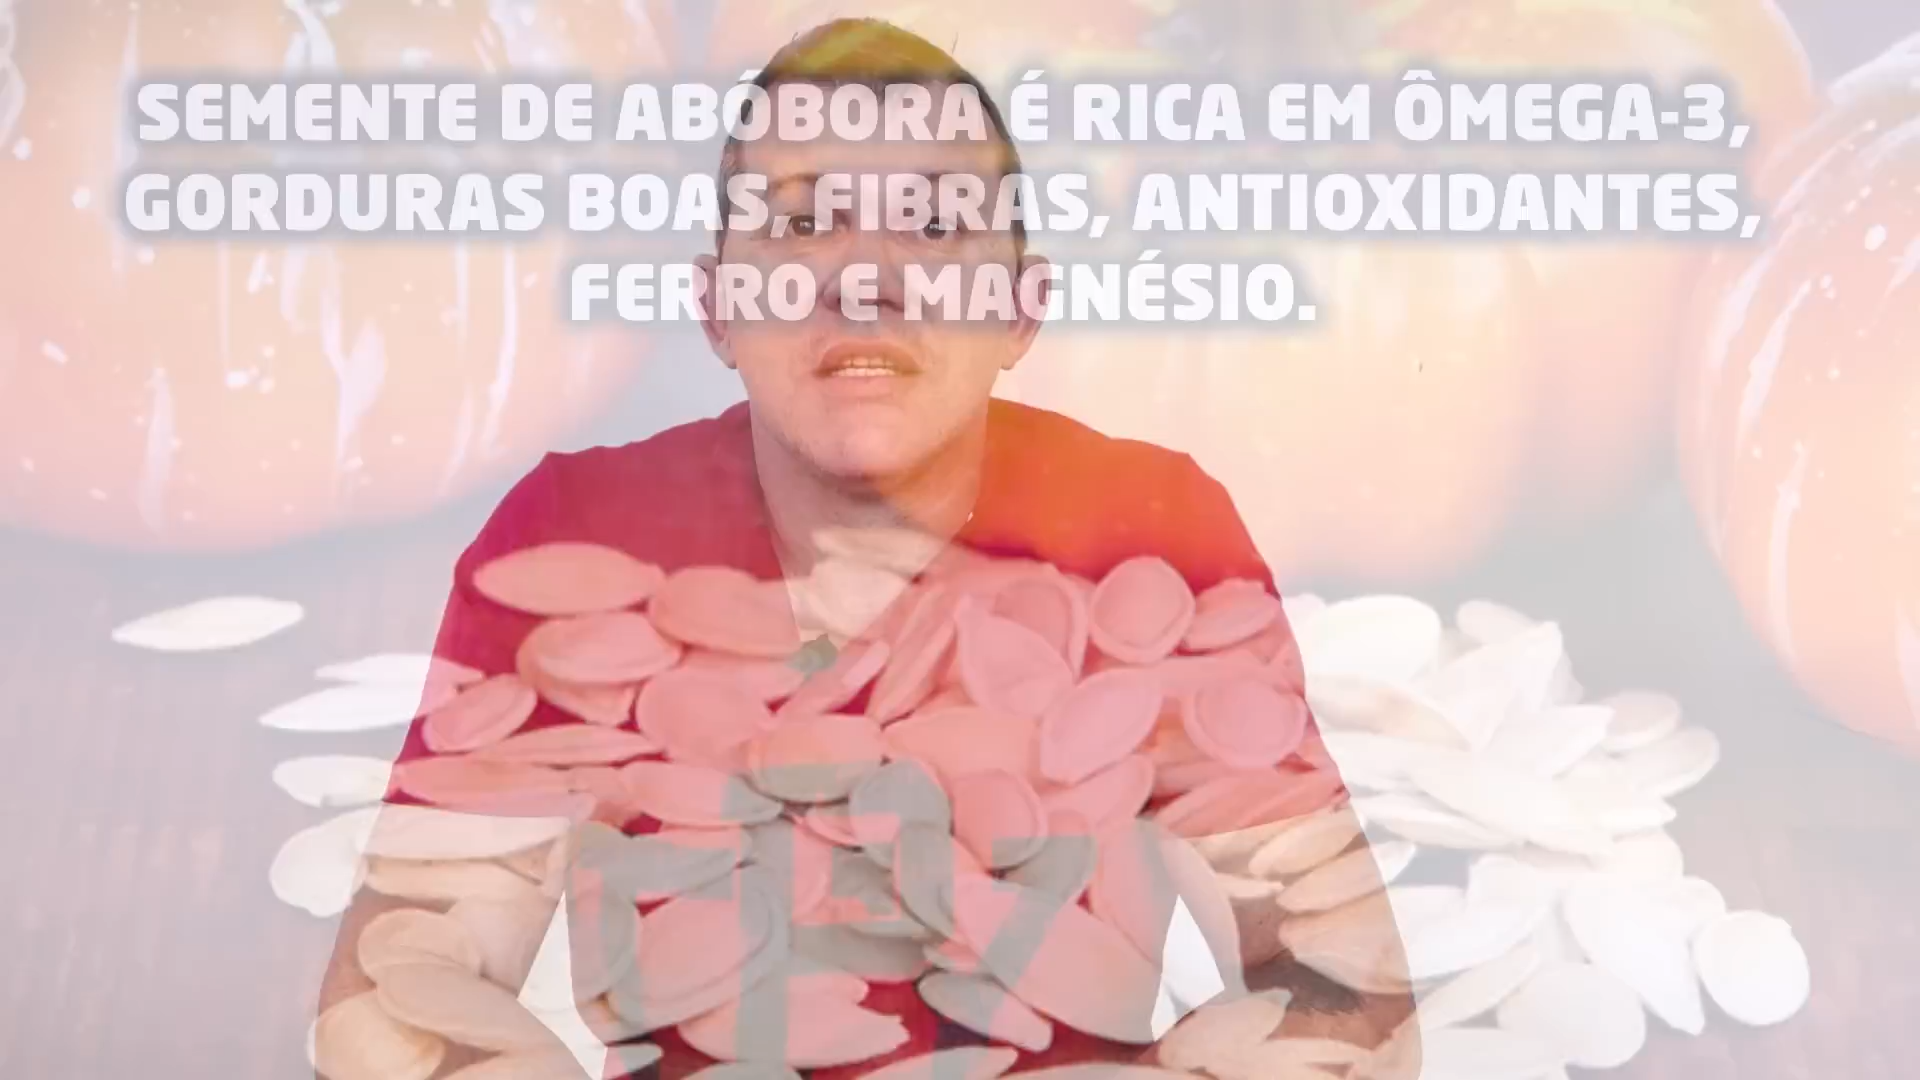 SEMENTE DE ABÓBORA É RICA EM ÔMEGA-3,
GORDURAS BOAS, FIBRAS, ANTIOXIDANTES,
FERRO E MAGNÉSIO.